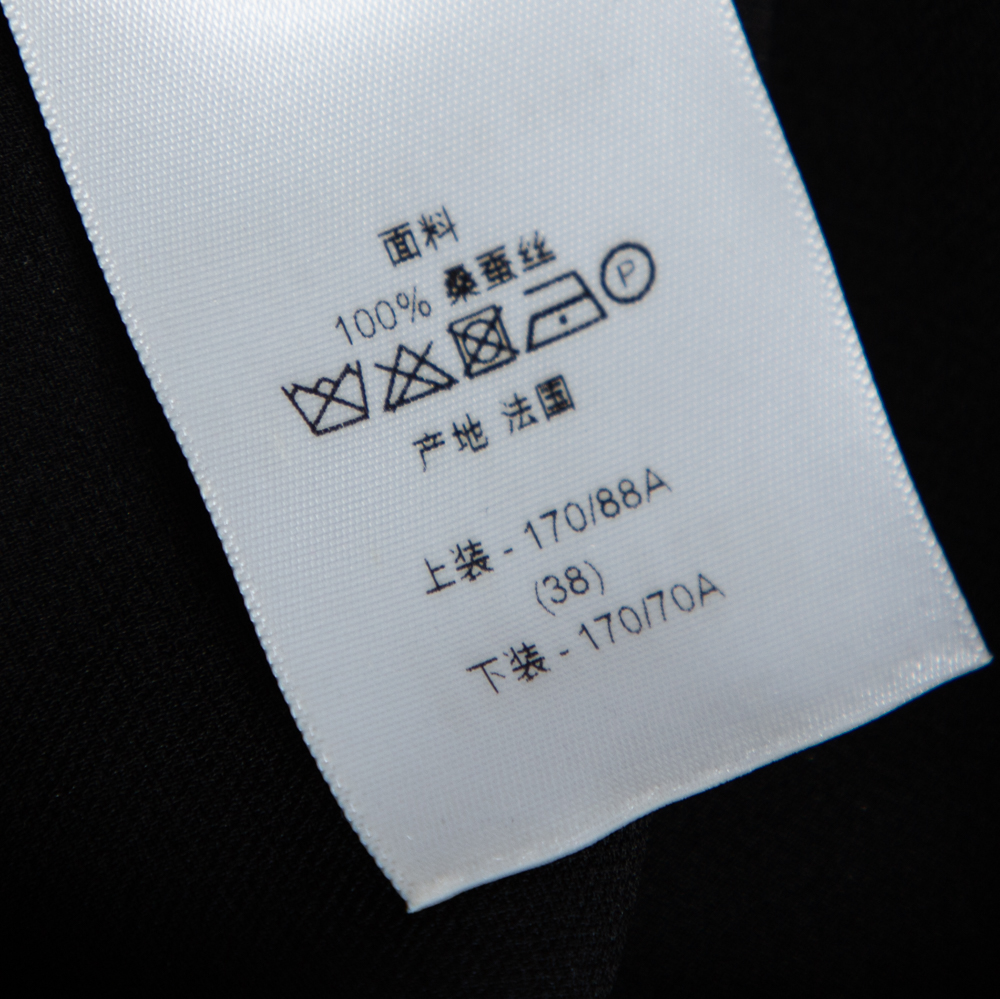 面料
100% 桑蚕丝
P
产地 法国
上装 - 170/88A
(38)
下装 - 170/70A